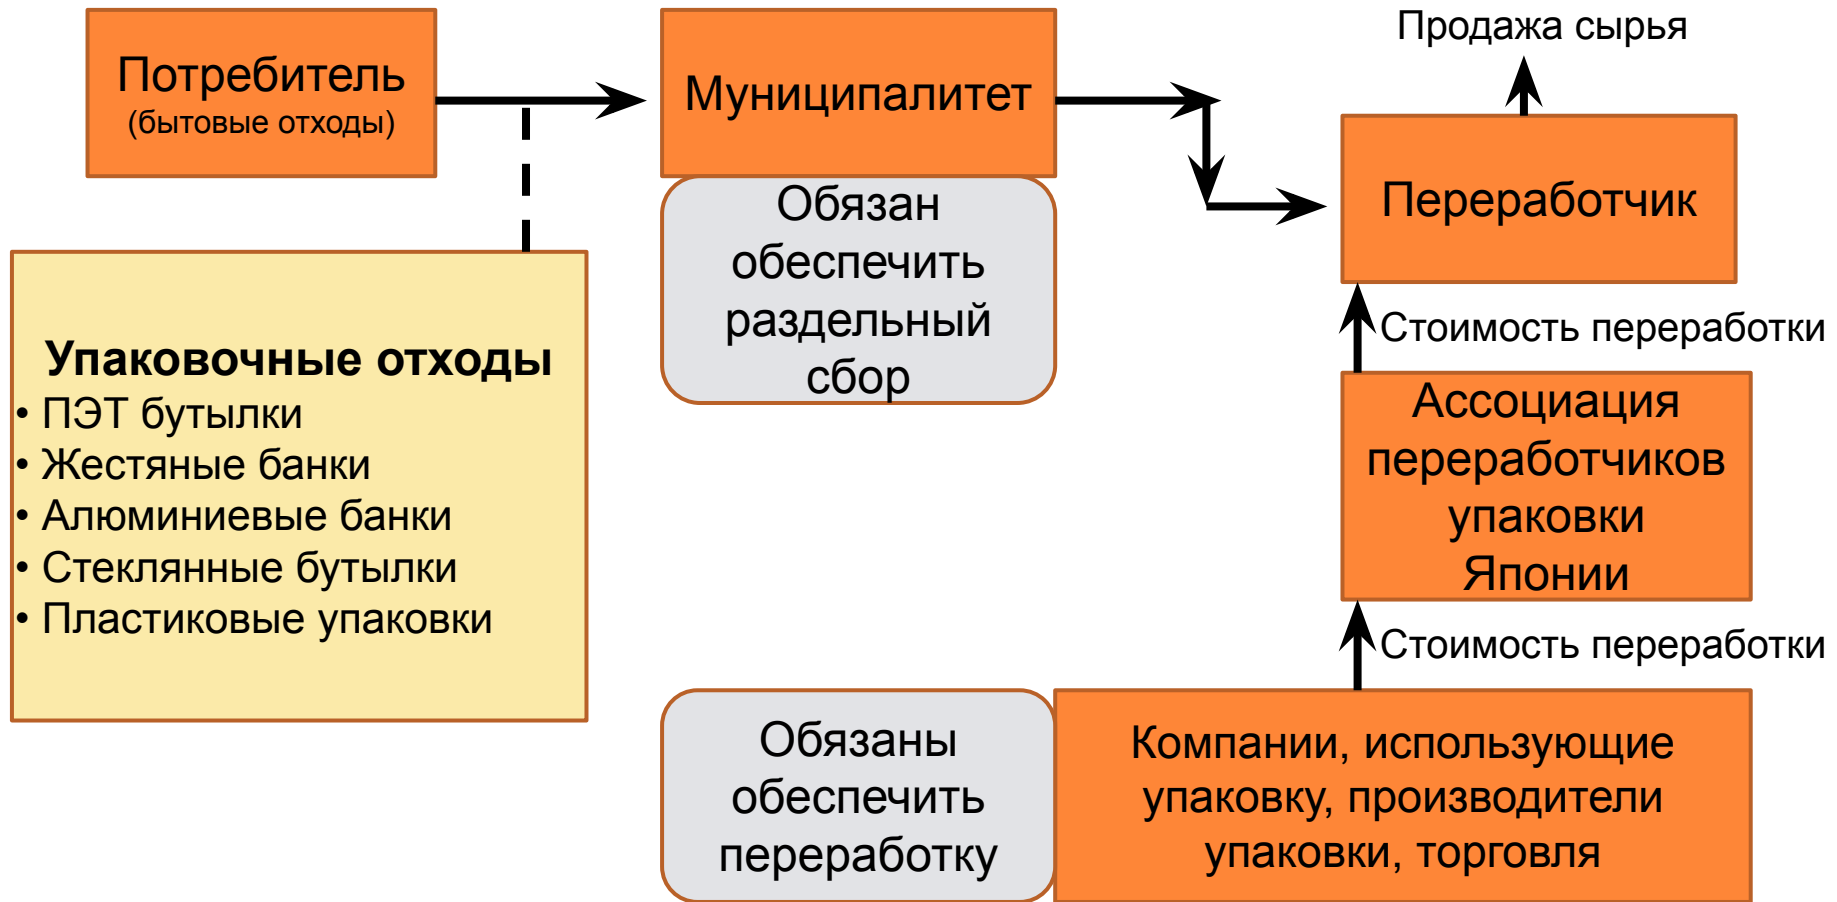 Потребитель
(бытовые отходы)
Муниципалитет
Продажа сырья
Переработчик
Обязан
обеспечить
раздельный
сбор
Упаковочные отходы
• ПЭТ бутылки
• Жестяные банки
• Алюминиевые банки
• Стеклянные бутылки
• Пластиковые упаковки
Стоимость переработки
Ассоциация
переработчиков
упаковки
Японии
Стоимость переработки
Обязаны
обеспечить
переработку
Компании, использующие
упаковку, производители
упаковки, торговля